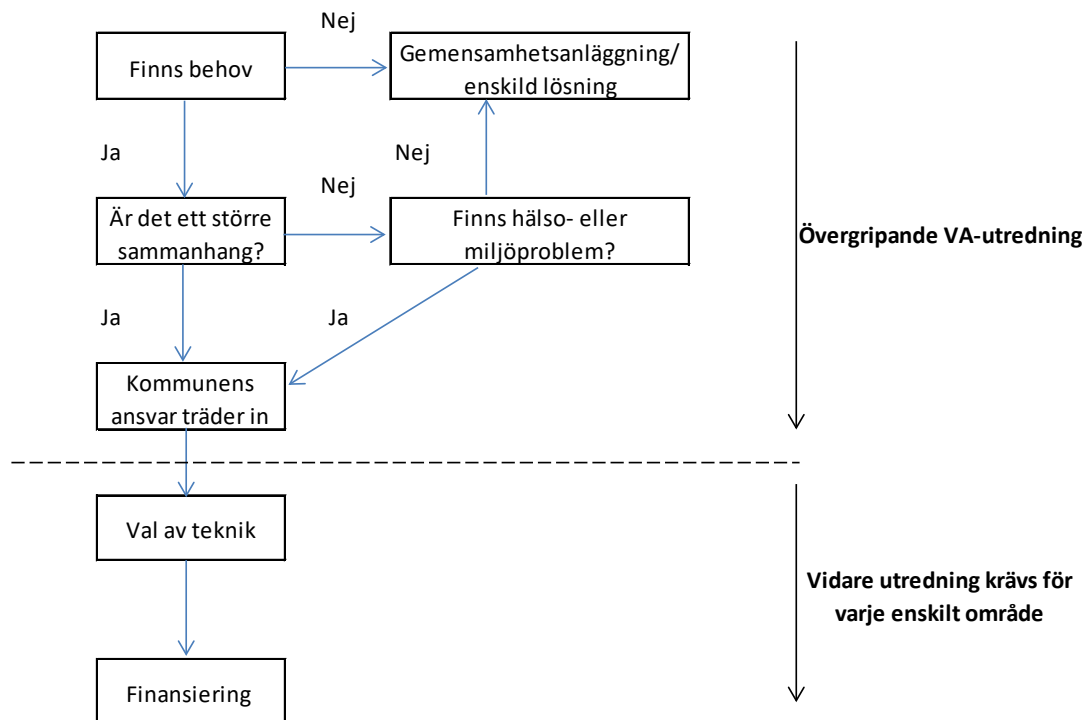 Nej
Finns behov
Gemensamhetsanläggning/
enskild lösning
Ja
Nej
Nej
Är det ett större
sammanhang?
Finns hälso- eller
miljöproblem?
Övergripande VA-utredning
Ja
Ja
Kommunens
ansvar träder in
Val av teknik
Vidare utredning krävs för
varje enskilt område
Finansiering